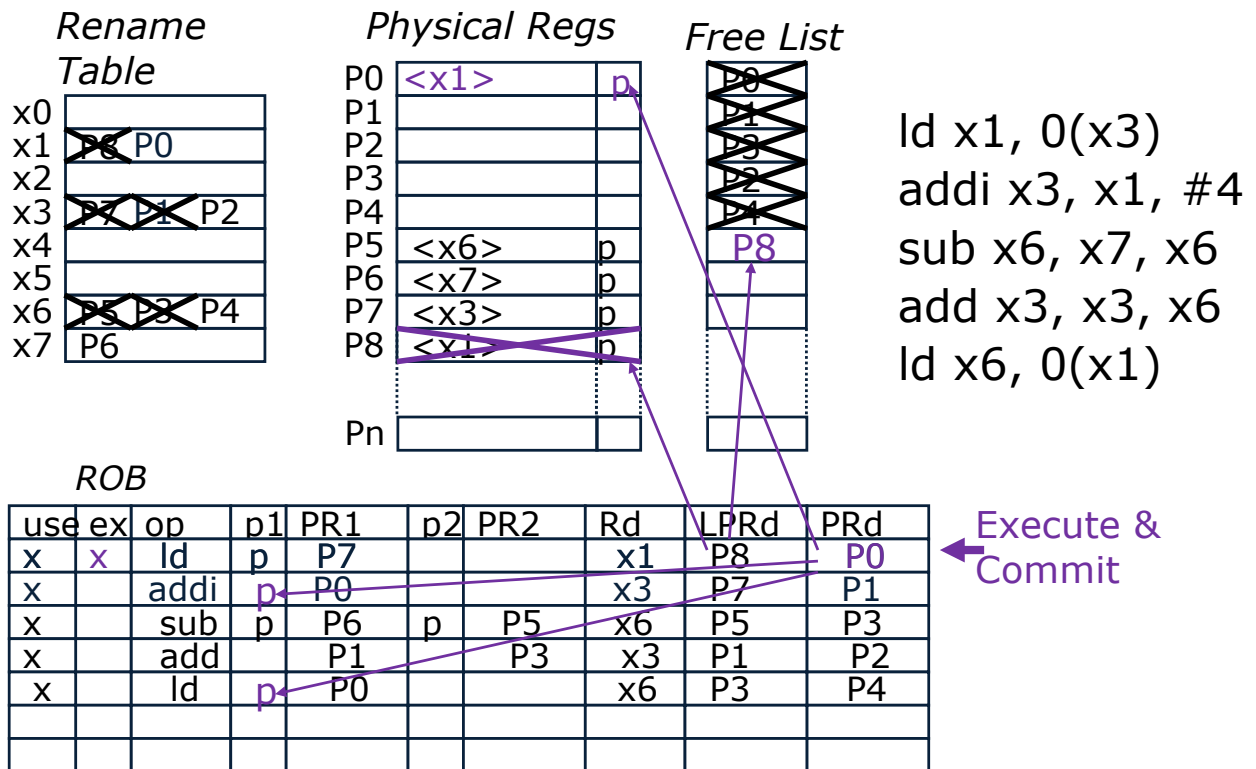 Rename Table
x0
x1 P8 P0
x2
x3 P7 P1 P2
x4
x5
x6 P5 P3 P4
x7 P6
Physical Regs
P0 <x1> p
P1
P2
P3
P4
P5 <x6> p
P6 <x7> p
P7 <x3> p
P8 <x1> p
Pn
Free List
P0
P1
P3
P2
P4
P8
ld x1, 0(x3)
addi x3, x1, #4
sub x6, x7, x6
add x3, x3, x6
ld x6, 0(x1)
ROB
use ex op p1 PR1 p2 PR2 Rd LPRd PRd
x x ld p P7 x1 P8 P0
x addi p P0 x3 P7 P1
x sub p P6 p P5 x6 P5 P3
x add P1 P3 x3 P1 P2
x ld p P0 x6 P3 P4
Execute &
Commit